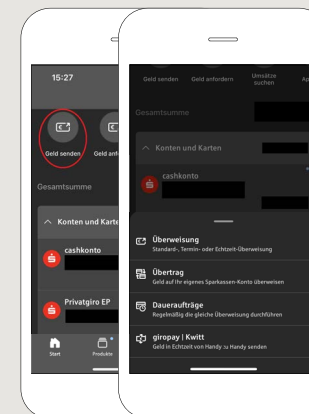 15:27
Geld senden
Geld anf
Gesamtsumme
Konten und Karte
cashkonto
Privatgiro EP
Start
Produkte
Geld senden Geld anfordern Umsätze suchen Ap
Gesamtsumme
Konten und Karten
cashkonto
Überweisung
Standard-, Termin- oder Echtzeit-Überweisung
Übertrag
Geld auf Ihr eigenes Sparkassen-Konto überweisen
Daueraufträge
Regelmäßig die gleiche Überweisung durchführen
giropay | Kwitt
Geld in Echtzeit von Handy zu Handy senden